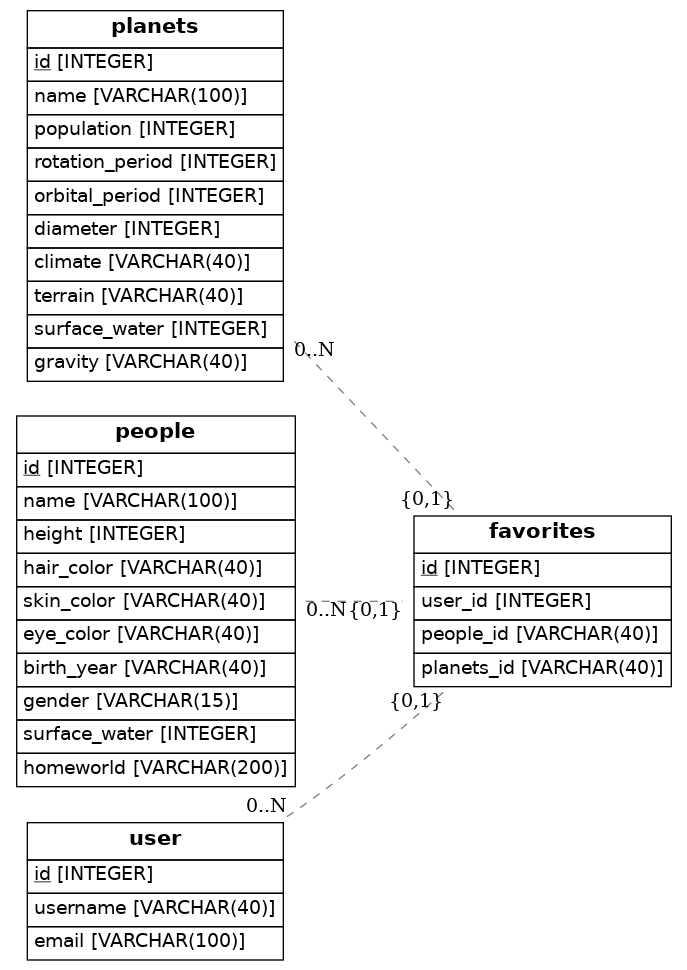 planets
id [INTEGER]
name [VARCHAR(100)]
population [INTEGER]
rotation_period [INTEGER]
orbital_period [INTEGER]
diameter [INTEGER]
climate [VARCHAR(40)]
terrain [VARCHAR(40)]
surface_water [INTEGER]
gravity [VARCHAR(40)]
0..N
{0,1}
people
id [INTEGER]
name [VARCHAR(100)]
height [INTEGER]
hair_color [VARCHAR(40)]
skin_color [VARCHAR(40)]
eye_color [VARCHAR(40)]
birth_year [VARCHAR(40)]
gender [VARCHAR(15)]
surface_water [INTEGER]
homeworld [VARCHAR(200)]
0..N
{0,1}
favorites
id [INTEGER]
user_id [INTEGER]
people_id [VARCHAR(40)]
planets_id [VARCHAR(40)]
{0,1}
0..N
user
id [INTEGER]
username [VARCHAR(40)]
email [VARCHAR(100)]